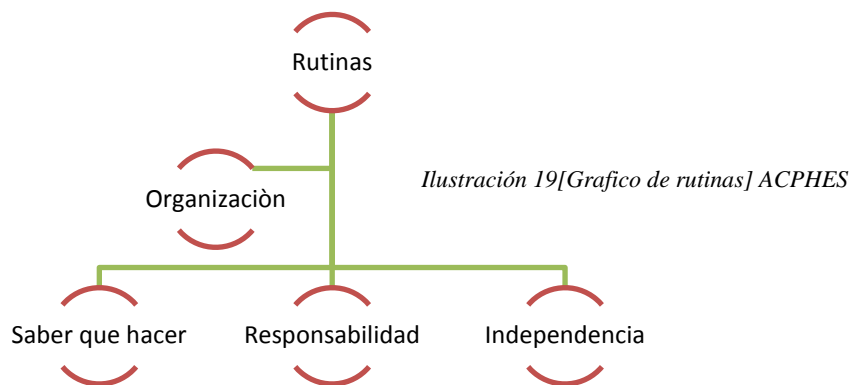 Rutinas
Organizaciòn
Ilustración 19[Grafico de rutinas] ACPHES
Saber que hacer
Responsabilidad
Independencia